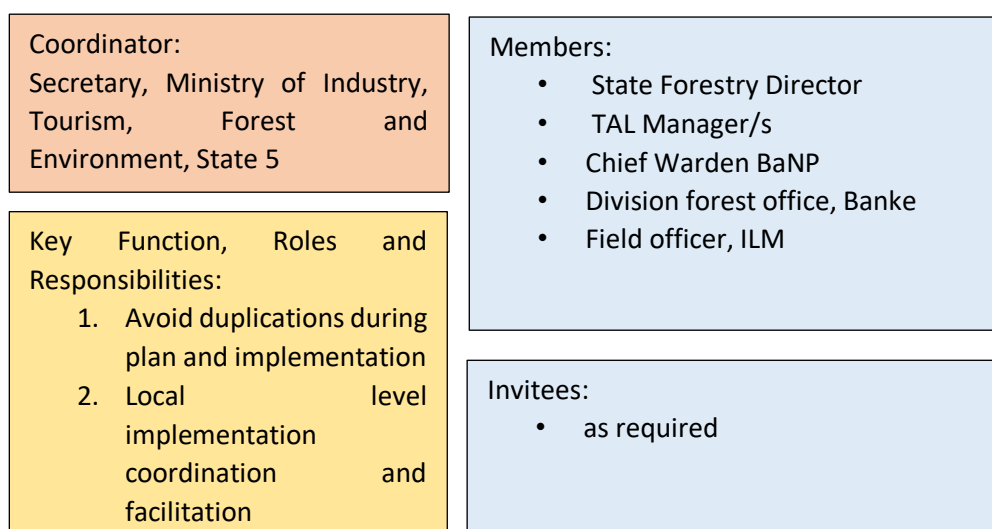 Coordinator:
Secretary, Ministry of Industry,
Tourism, Forest and
Environment, State 5
Key Function, Roles and
Responsibilities:
1. Avoid duplications during
plan and implementation
2. Local level
implementation
coordination and
facilitation
Members:
• State Forestry Director
• TAL Manager/s
• Chief Warden BaNP
• Division forest office, Banke
• Field officer, ILM
Invitees:
• as required